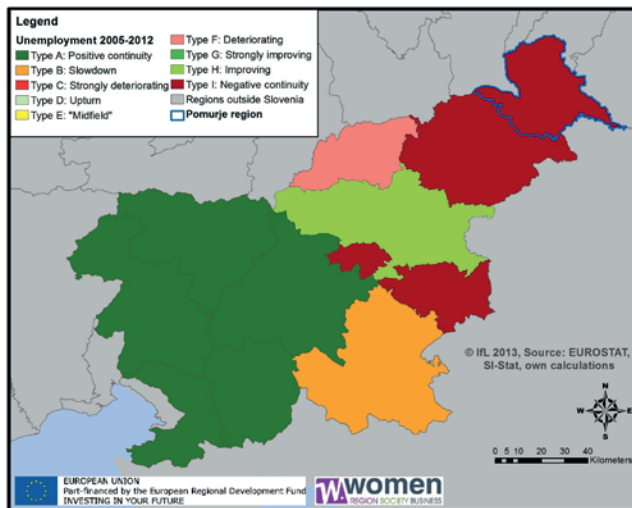 Legend
Unemployment 2005-2012
Type A: Positive continuity
Type B: Slowdown
Type C: Strongly deteriorating
Type D: Upturn
Type E: "Midfield"
Type F: Deteriorating
Type G: Strongly improving
Type H: Improving
Type I: Negative continuity
Regions outside Slovenia
Pomurje region
© IfL 2013, Source: EUROSTAT,
SI-Stat, own calculations
N
W E
S
0 5 10 20 30 40
Kilometers
EUROPEAN UNION
Part-financed by the European Regional Development Fund
INVESTING IN YOUR FUTURE
W. women
REGION SOCIETY BUSINESS